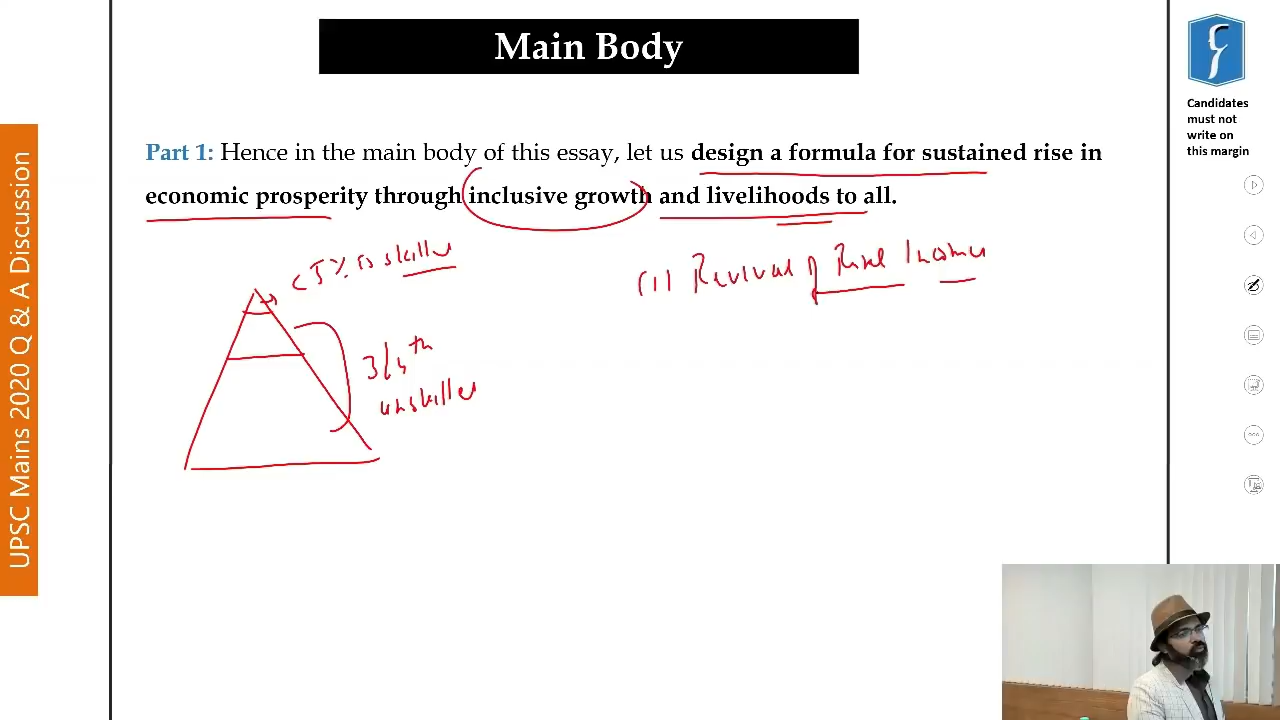 Main Body
Candidates
must not
write on
this margin
UPSC Mains 2020 Q & A Discussion
Part 1: Hence in the main body of this essay, let us design a formula for sustained rise in
economic prosperity through inclusive growth and livelihoods to all.
<5% is skilled
(1) Revival of Rural Income
3/4th
unskilled